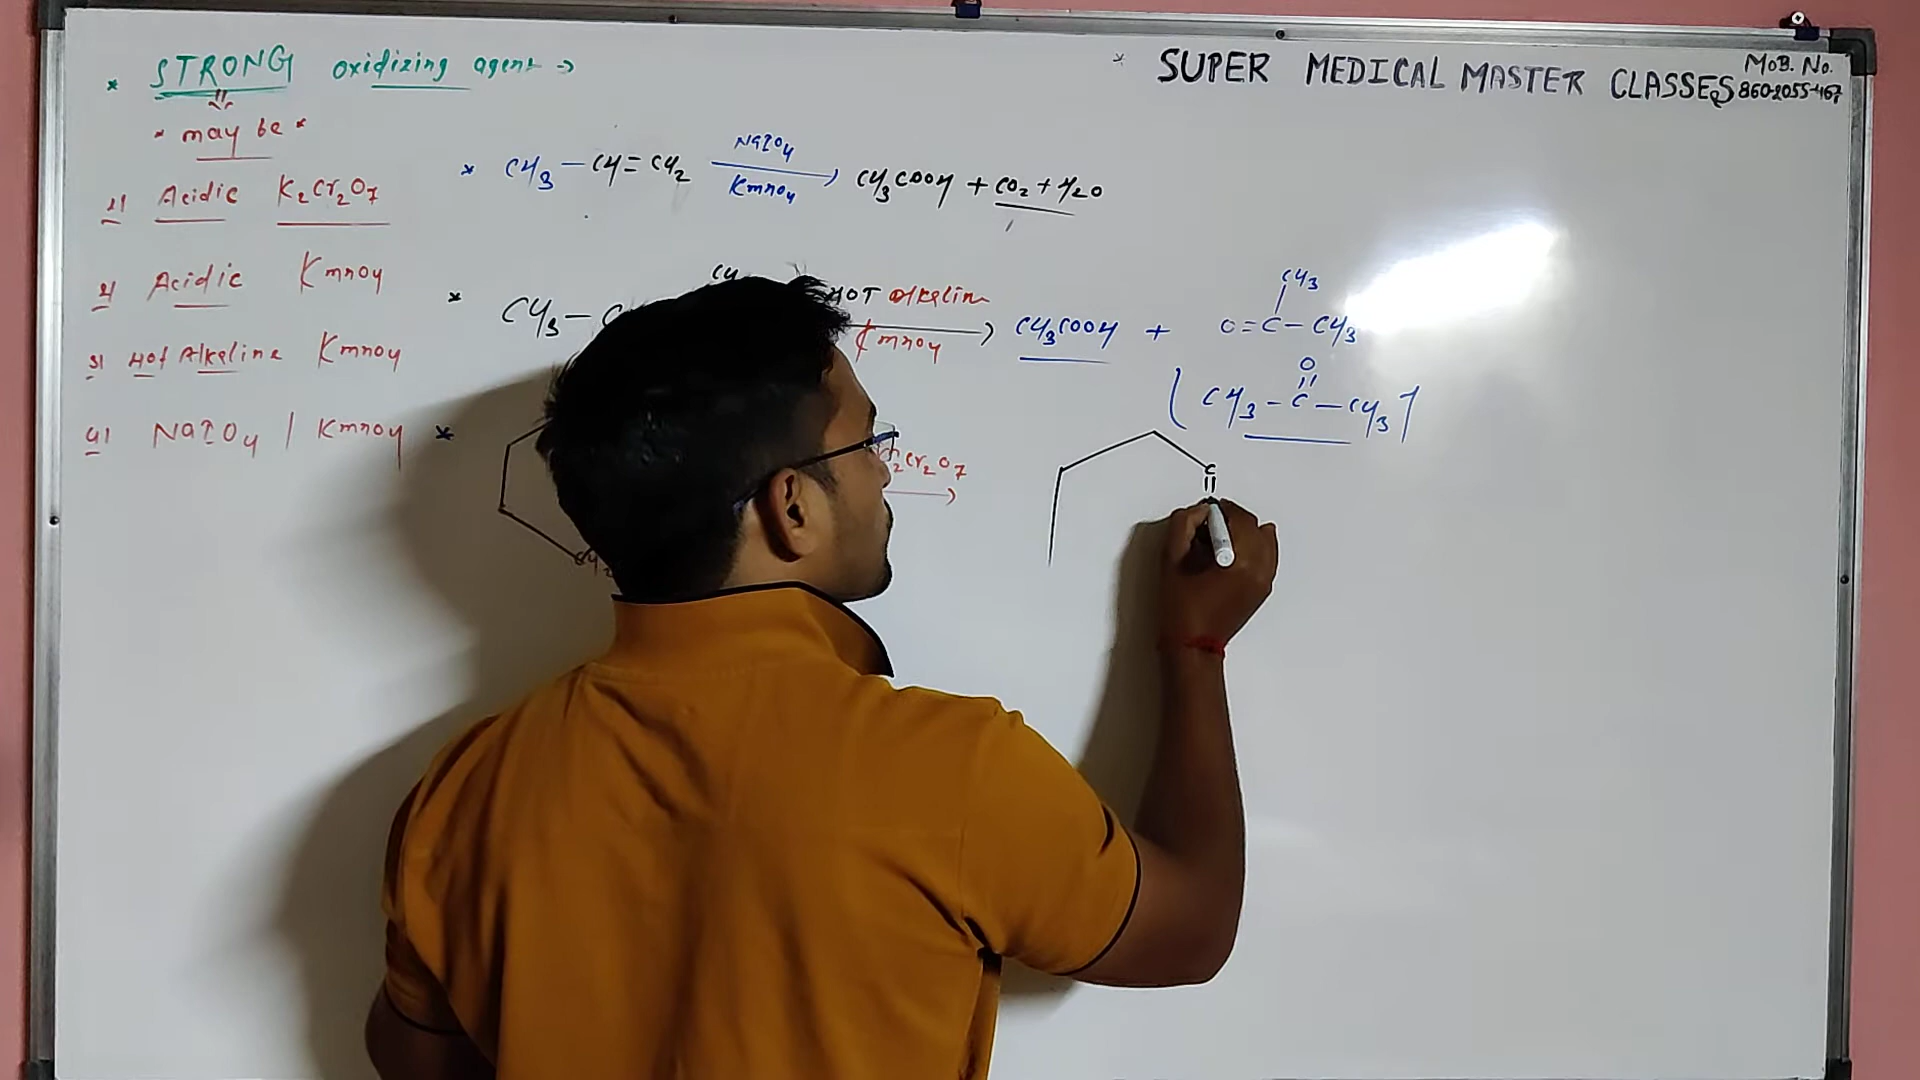 * STRONG oxidizing agent →
* SUPER MEDICAL MASTER CLASSES
MOB. No.
860-2055-467
* may be *
1) Acidic K2Cr2O7
2) Acidic KmnO4
3) HOT Alkaline KmnO4
4) NaIO4 | KmnO4
* CH3 — CH = CH2 NaIO4 KmnO4 → CH3COOH + CO2 + H2O
* CH3 — HOT alkaline KmnO4 → CH3COOH + O = C — CH3
CH3
O
[CH3 — C — CH3]
* CH2 2Cr2O7 →
C